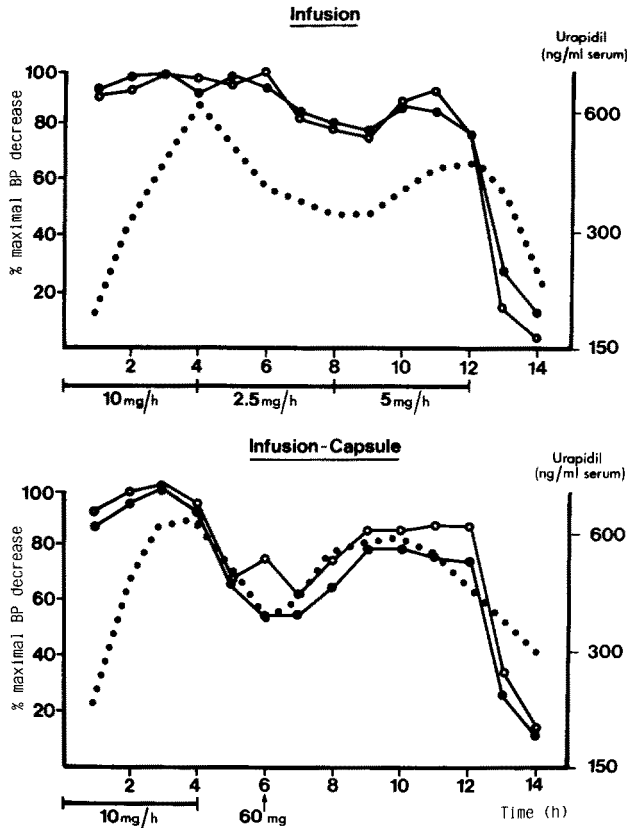 Infusion
Urapidil
(ng/ml serum)
% maximal BP decrease
100
80
60
40
20
600
300
150
2 4 6 8 10 12 14
10mg/h 2.5mg/h 5mg/h
Infusion-Capsule
Urapidil
(ng/ml serum)
% maximal BP decrease
100
80
60
40
20
600
300
150
2 4 6 8 10 12 14
10mg/h 60 mg Time (h)